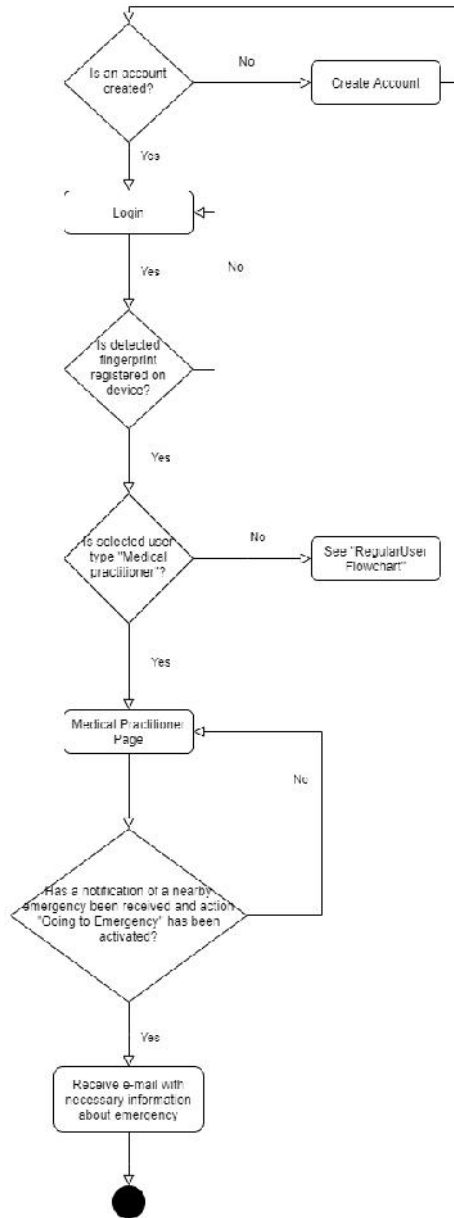 Is an account
created?
No
Create Account
Yes
Login
Yes
No
Is detected
fingerprint
registered on
device?
Yes
Is selected user
type "Medical
practitioner"?
No
See "RegularUser
Flowchart"
Yes
Medical Practitioner
Page
No
Has a notification of a nearby
emergency been received and action
"Going to Emergency" has been
activated?
Yes
Receive e-mail with
necessary information
about emergency